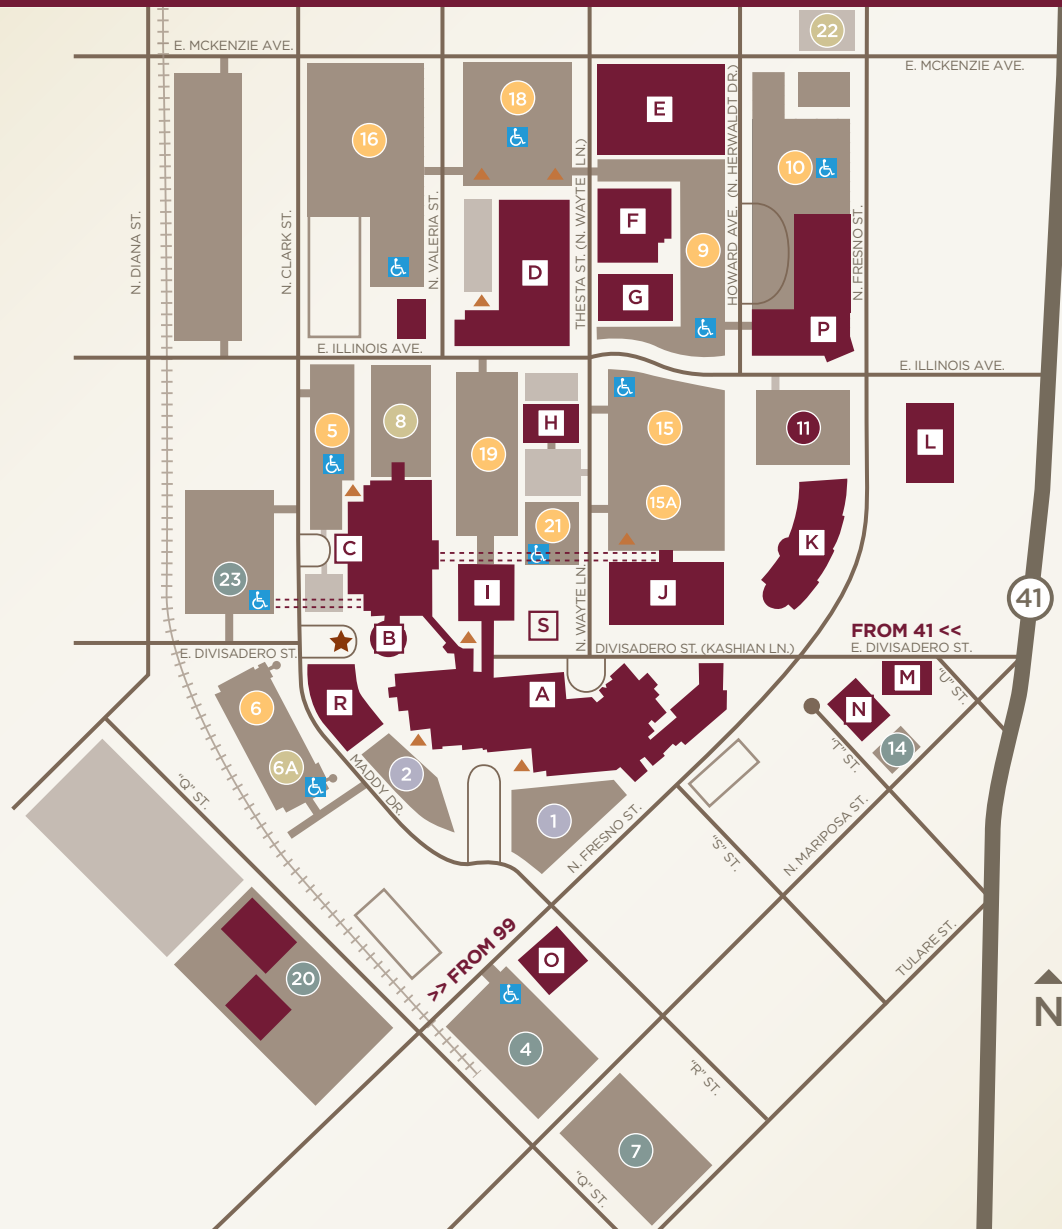 22
E. MCKENZIE AVE.
E. MCKENZIE AVE.
18
E
16
10
N. DIANA ST.
N. CLARK ST.
N. VALERIA ST.
THESTA ST. (N. WAYTE LN.)
HOWARD AVE. (N. HERWALDT DR.)
N. FRESNO ST.
F
9
D
G
P
E. ILLINOIS AVE.
E. ILLINOIS AVE.
5
8
H
15
11
L
19
15A
21
C
K
23
I
J
41
S
N. WAYTE LN.
B
FROM 41 <<
E. DIVISADERO ST.
DIVISADERO ST. (KASHIAN LN.)
E. DIVISADERO ST.
M
"U" ST.
R
A
N
6
14
"T" ST.
6A
2
MADDY DR.
"Q" ST.
1
N. FRESNO ST.
"S" ST.
N. MARIPOSA ST.
>> FROM 99
TULARE ST.
O
20
N
4
"R" ST.
7
"Q" ST.